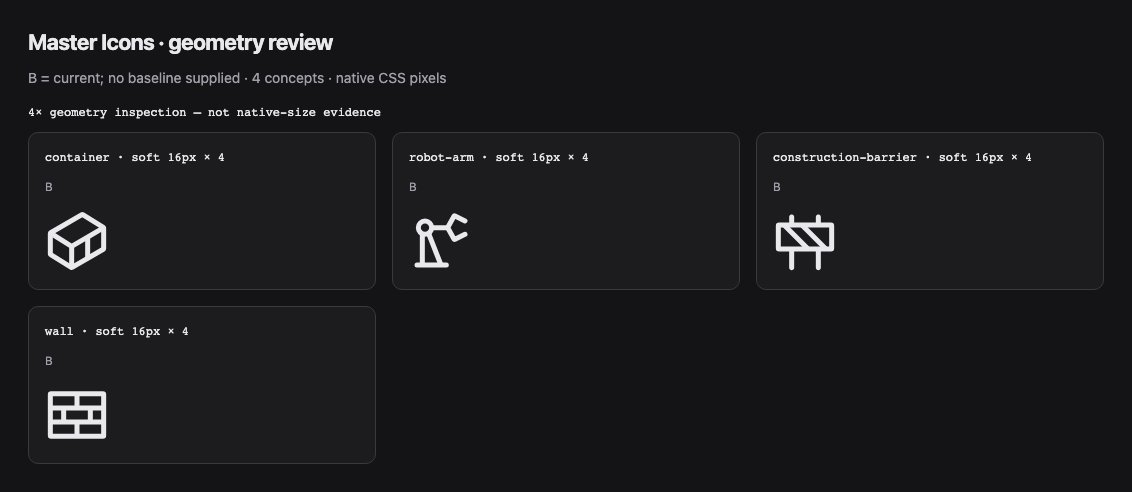 Master Icons · geometry review
B = current; no baseline supplied · 4 concepts · native CSS pixels
4× geometry inspection — not native-size evidence
container · soft 16px × 4
B
robot-arm · soft 16px × 4
B
construction-barrier · soft 16px × 4
B
wall · soft 16px × 4
B